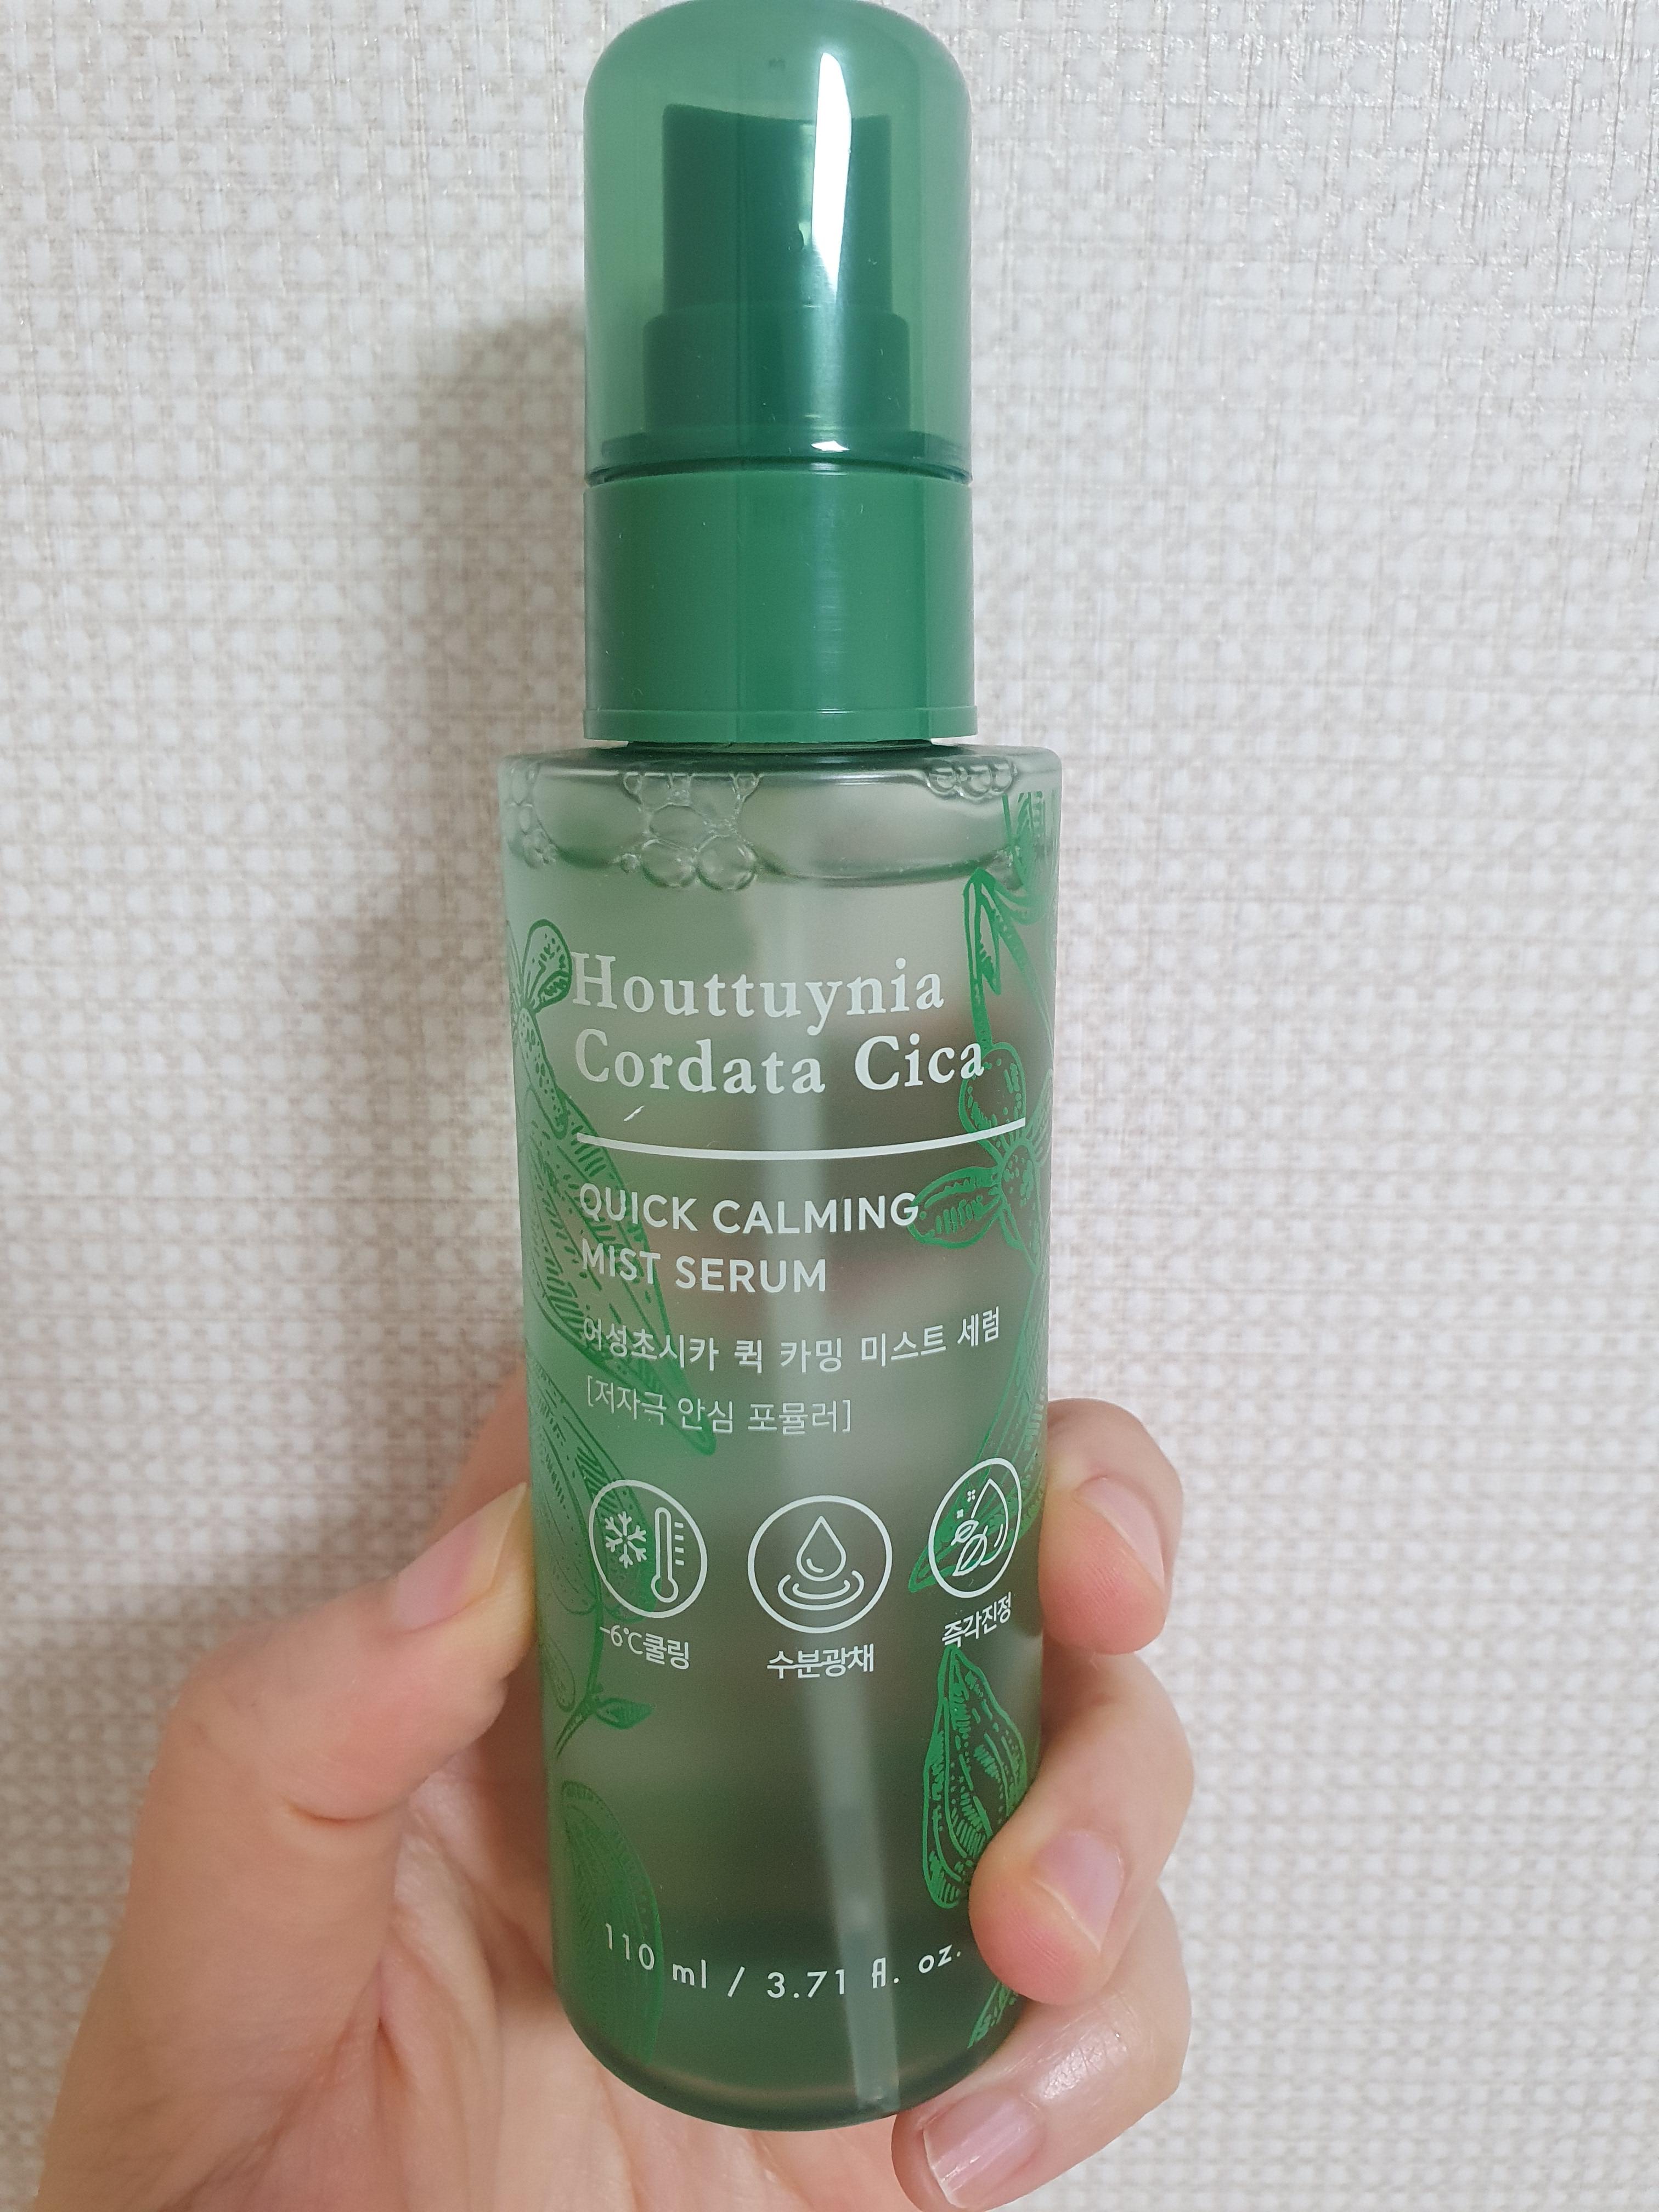 Houttuynia
Cordata Cica
QUICK CALMING
MIST SERUM
어성초시카 퀵 카밍 미스트 세럼
[저자극 안심 포뮬러]
-6℃쿨링
수분광채
즉각진정
110 ml / 3.71 fl. oz.